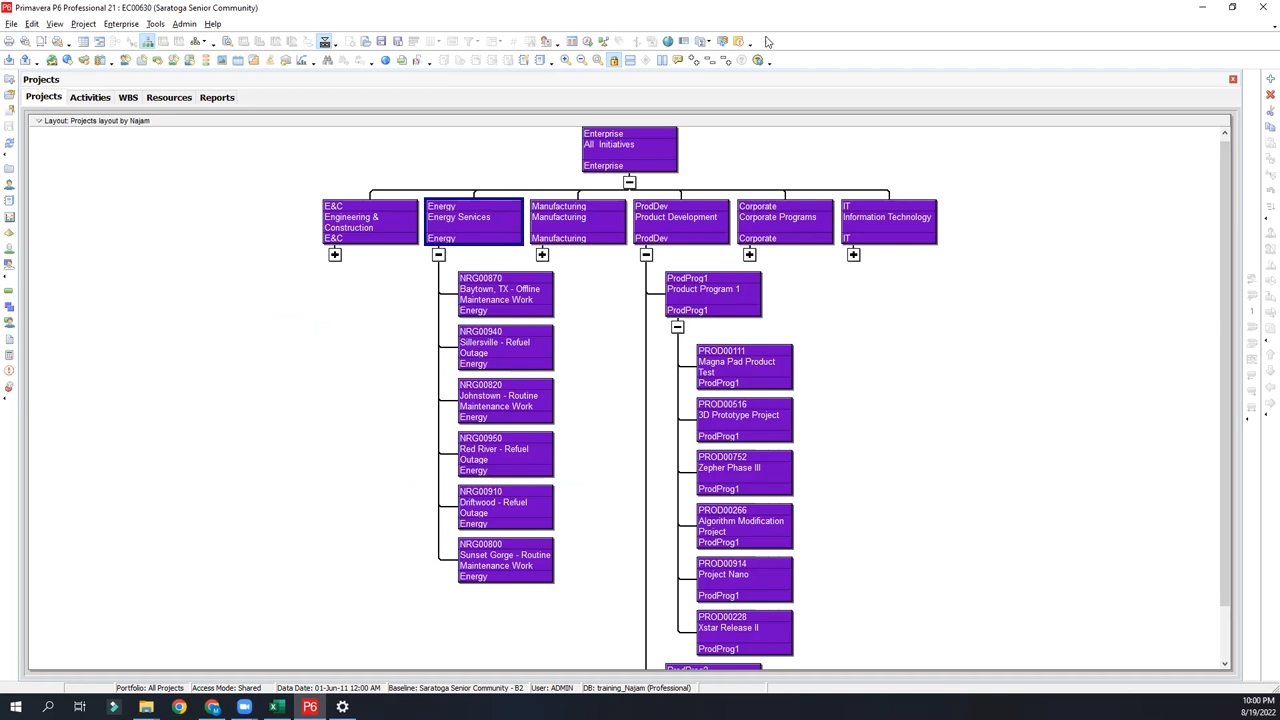 Primavera P6 Professional 21 : EC00630 (Saratoga Senior Community)
File Edit View Project Enterprise Tools Admin Help
Projects
Projects Activities WBS Resources Reports
Layout: Projects layout by Najam
Enterprise
All Initiatives
Enterprise
E&C
Engineering &
Construction
E&C
Energy
Energy Services
Energy
Manufacturing
Manufacturing
Manufacturing
ProdDev
Product Development
ProdDev
Corporate
Corporate Programs
Corporate
IT
Information Technology
IT
NRG00870
Baytown, TX - Offline
Maintenance Work
Energy
NRG00940
Sillersville - Refuel
Outage
Energy
NRG00820
Johnstown - Routine
Maintenance Work
Energy
NRG00950
Red River - Refuel
Outage
Energy
NRG00910
Driftwood - Refuel
Outage
Energy
NRG00800
Sunset Gorge - Routine
Maintenance Work
Energy
ProdProg1
Product Program 1
ProdProg1
PROD00111
Magna Pad Product
Test
ProdProg1
PROD00516
3D Prototype Project
ProdProg1
PROD00752
Zepher Phase III
ProdProg1
PROD00266
Algorithm Modification
Project
ProdProg1
PROD00914
Project Nano
ProdProg1
PROD00228
Xstar Release II
ProdProg1
Portfolio: All Projects Access Mode: Shared Data Date: 01-Jun-11 12:00 AM Baseline: Saratoga Senior Community - B2 User: ADMIN DB: training_Najam (Professional)
10:00 PM
8/19/2022